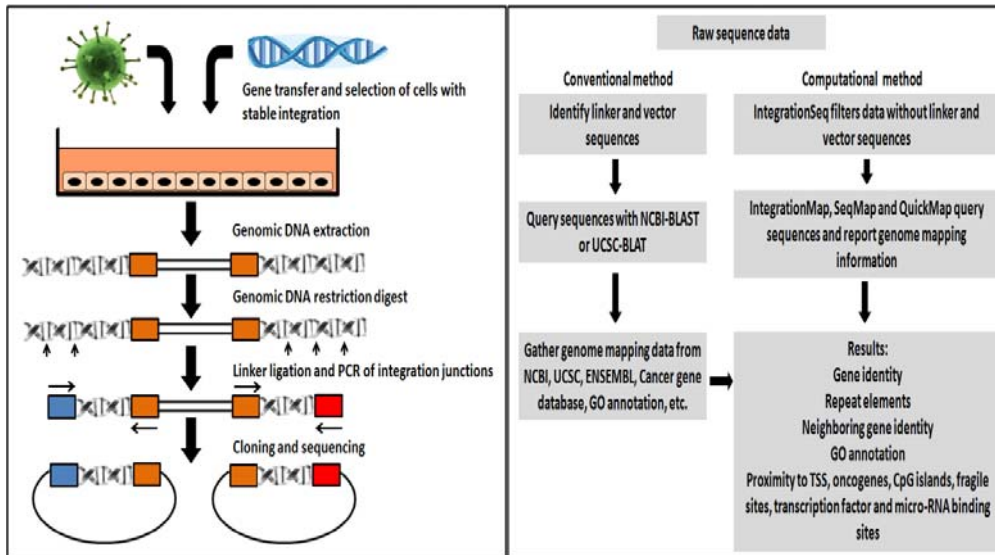 Gene transfer and selection of cells with
stable integration
Genomic DNA extraction
Genomic DNA restriction digest
Linker ligation and PCR of integration junctions
Cloning and sequencing
Raw sequence data
Conventional method
Identify linker and vector
sequences
Query sequences with NCBI-BLAST
or UCSC-BLAT
Gather genome mapping data from
NCBI, UCSC, ENSEMBL, Cancer gene
database, GO annotation, etc.
Computational method
IntegrationSeq filters data without linker and
vector sequences
IntegrationMap, SeqMap and QuickMap query
sequences and report genome mapping
information
Results:
Gene identity
Repeat elements
Neighboring gene identity
GO annotation
Proximity to TSS, oncogenes, CpG islands, fragile
sites, transcription factor and micro-RNA binding
sites